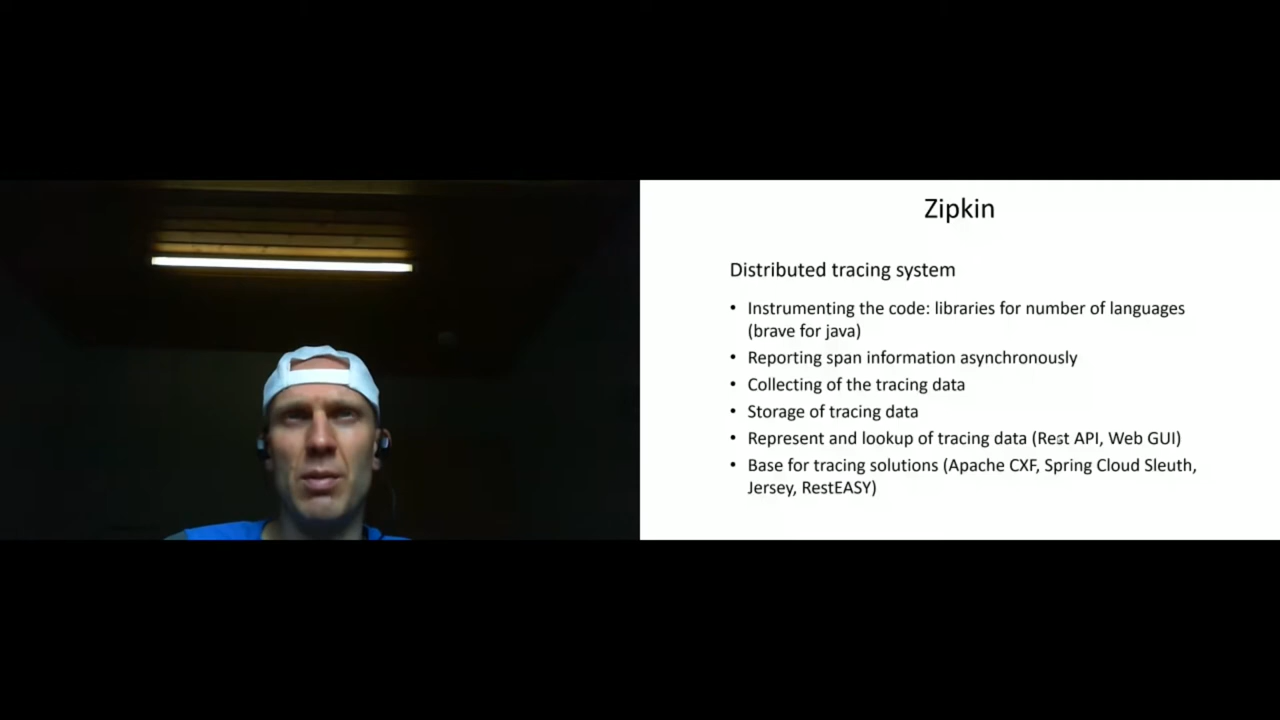 Zipkin
Distributed tracing system
• Instrumenting the code: libraries for number of languages
(brave for java)
• Reporting span information asynchronously
• Collecting of the tracing data
• Storage of tracing data
• Represent and lookup of tracing data (Rest API, Web GUI)
• Base for tracing solutions (Apache CXF, Spring Cloud Sleuth,
Jersey, RestEASY)